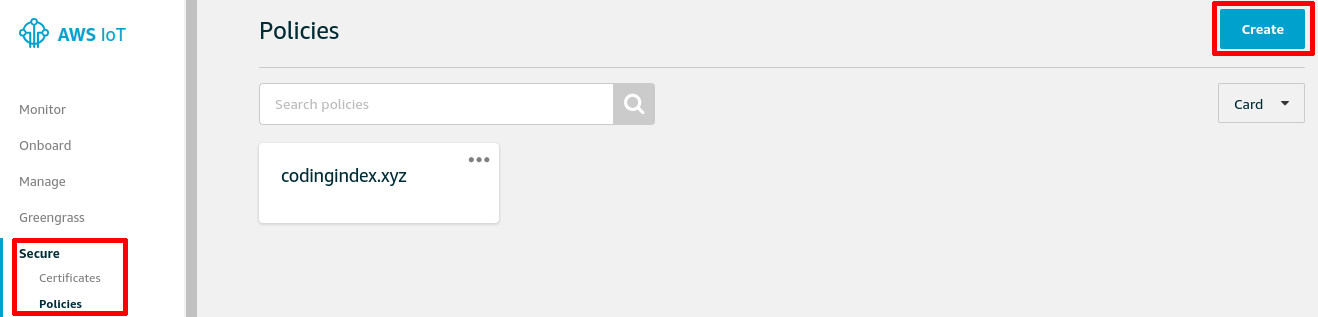 AWS IoT
Monitor
Onboard
Manage
Greengrass
Secure
Certificates
Policies
Policies
Create
Search policies
Card
codingindex.xyz